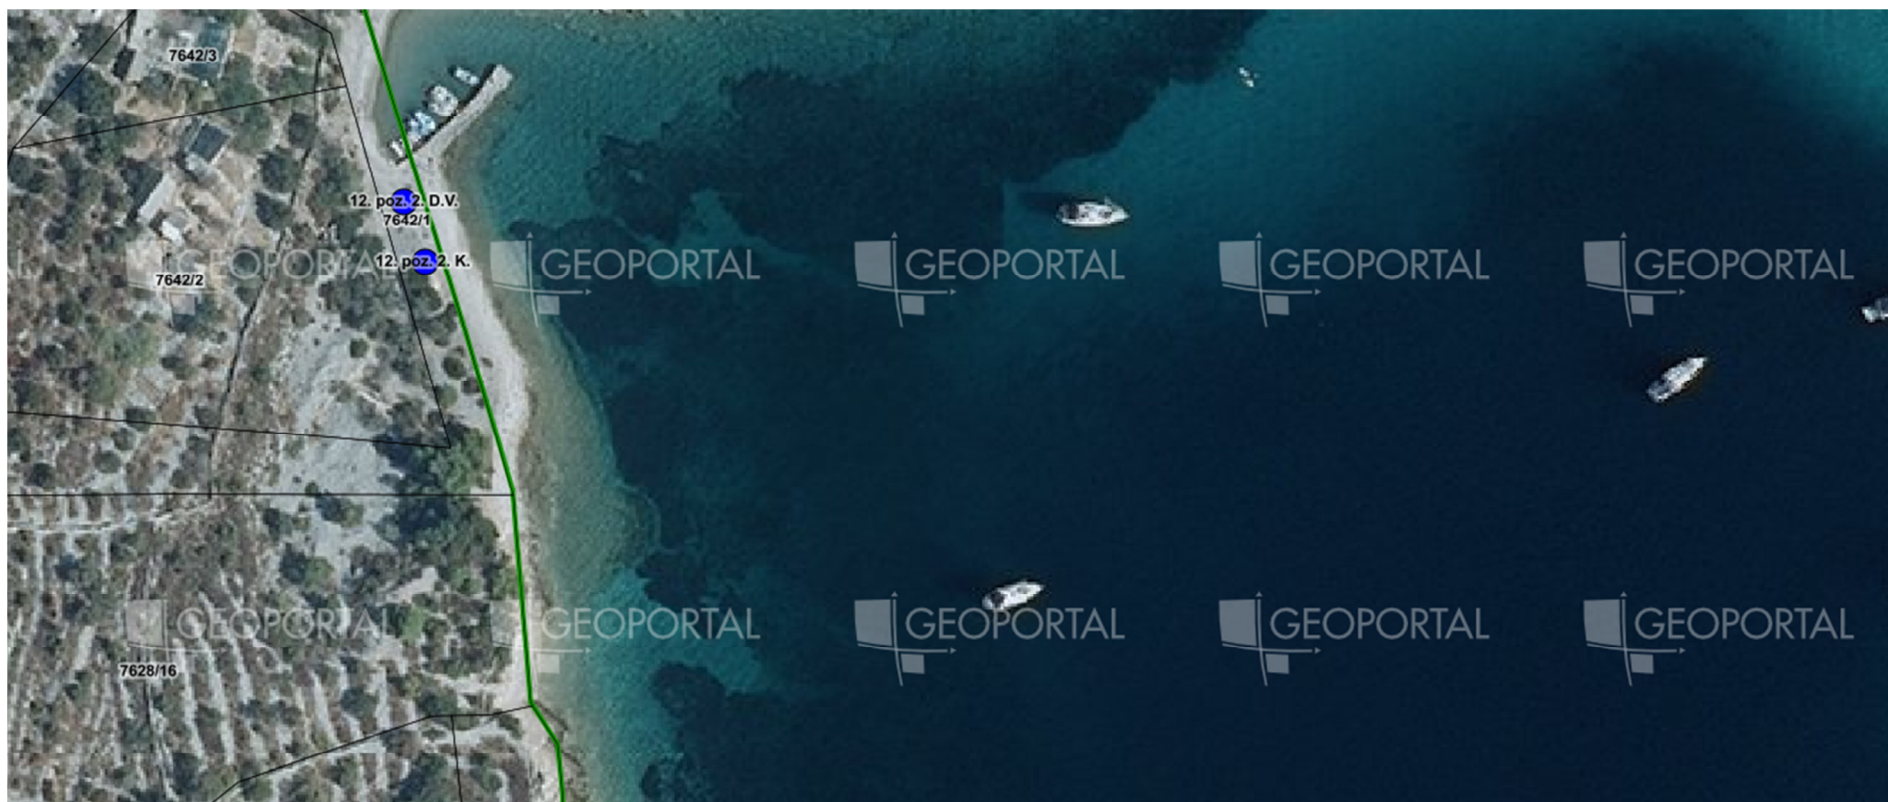 7642/3
12. poz. 2. D.V.
7642/1
12. poz. 2. K.
7642/2
GEOPORTAL GEOPORTAL GEOPORTAL GEOPORTAL GEOPORTAL
GEOPORTAL GEOPORTAL GEOPORTAL GEOPORTAL GEOPORTAL
7628/16